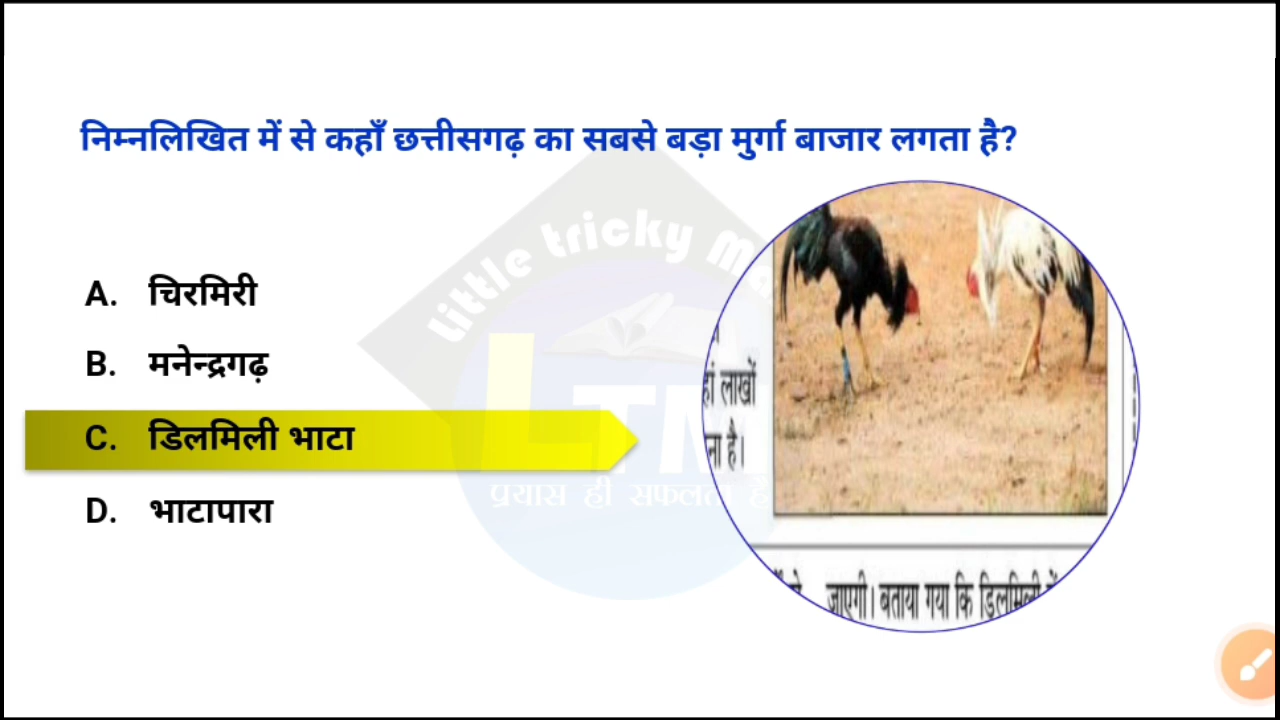 निम्नलिखित में से कहाँ छत्तीसगढ़ का सबसे बड़ा मुर्गा बाजार लगता है?
Little tricky
A. चिरमिरी
B. मनेन्द्रगढ़
हां लाखों
C. डिलमिली भाटा
ना है।
LTM
प्रयास ही सफलता है
D. भाटापारा
जाएगी। बताया गया कि डिलमिली में